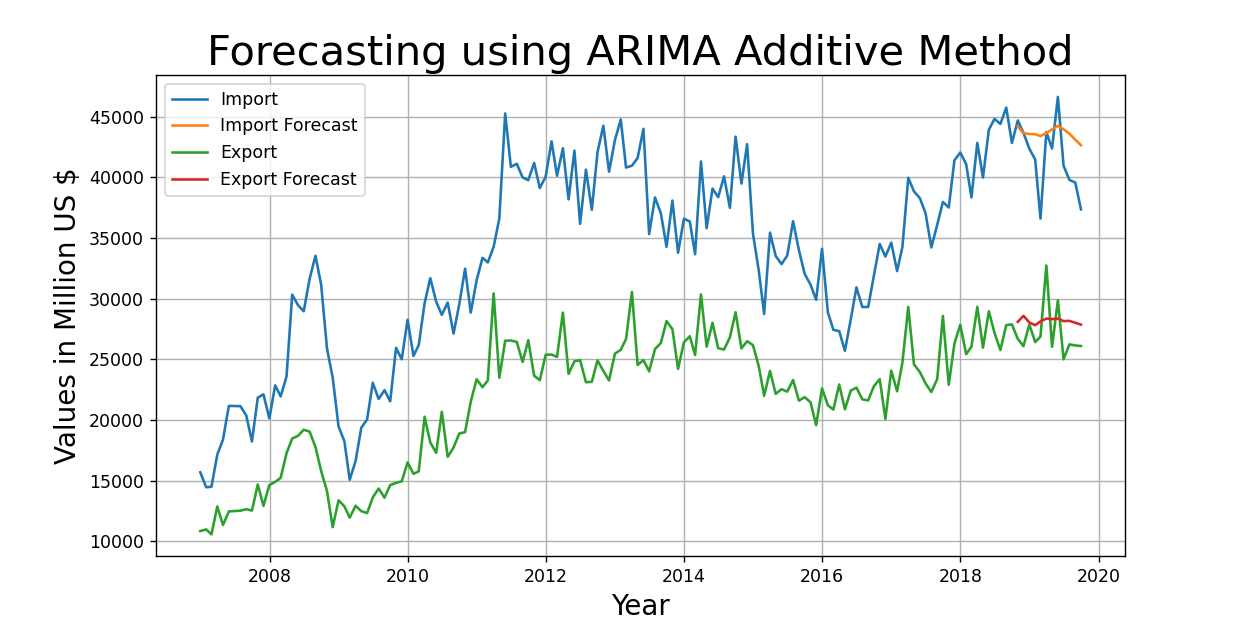 Forecasting using ARIMA Additive Method
Import
Import Forecast
Export
Export Forecast
45000
40000
35000
30000
25000
20000
15000
10000
Values in Million US $
2008 2010 2012 2014 2016 2018 2020
Year